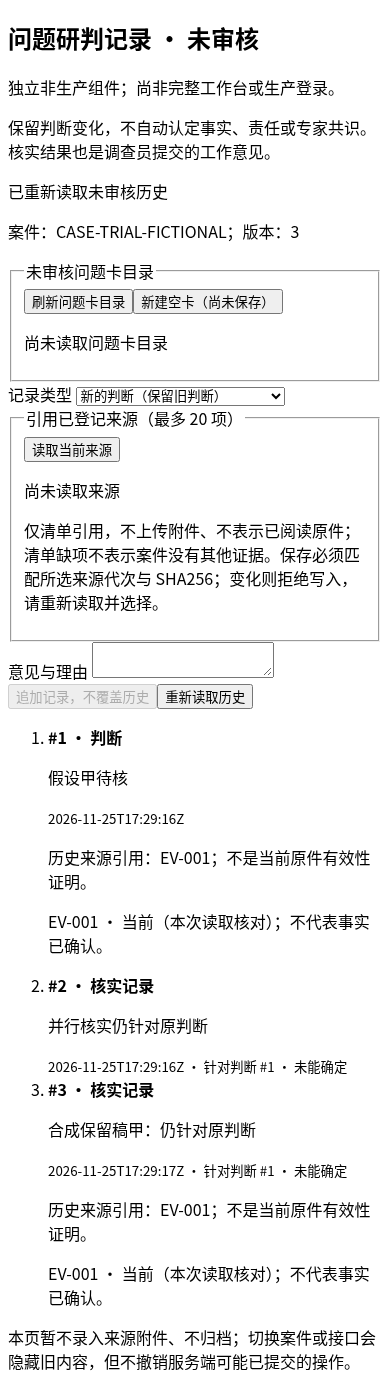 问题研判记录 · 未审核
独立非生产组件；尚非完整工作台或生产登录。
保留判断变化，不自动认定事实、责任或专家共识。
核实结果也是调查员提交的工作意见。
已重新读取未审核历史
案件：CASE-TRIAL-FICTIONAL；版本：3
未审核问题卡目录
刷新问题卡目录 新建空卡（尚未保存）
尚未读取问题卡目录
记录类型 新的判断（保留旧判断）
引用已登记来源（最多 20 项）
读取当前来源
尚未读取来源
仅清单引用，不上传附件、不表示已阅读原件；
清单缺项不表示案件没有其他证据。保存必须匹
配所选来源代次与 SHA256；变化则拒绝写入，
请重新读取并选择。
意见与理由
追加记录，不覆盖历史 重新读取历史
1. #1 · 判断
假设甲待核
2026-11-25T17:29:16Z
历史来源引用：EV-001；不是当前原件有效性
证明。
EV-001 · 当前（本次读取核对）；不代表事实
已确认。
2. #2 · 核实记录
并行核实仍针对原判断
2026-11-25T17:29:16Z · 针对判断 #1 · 未能确定
3. #3 · 核实记录
合成保留稿甲：仍针对原判断
2026-11-25T17:29:17Z · 针对判断 #1 · 未能确定
历史来源引用：EV-001；不是当前原件有效性
证明。
EV-001 · 当前（本次读取核对）；不代表事实
已确认。
本页暂不录入来源附件、不归档；切换案件或接口会
隐藏旧内容，但不撤销服务端可能已提交的操作。